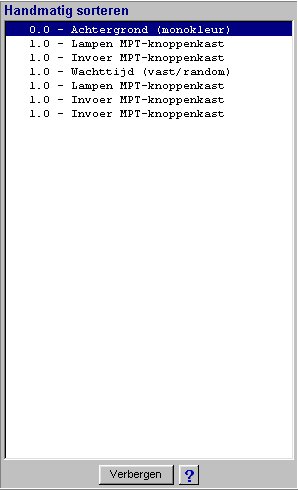 Handmatig sorteren
0.0 - Achtergrond (monokleur)
1.0 - Lampen MPT-knoppenkast
1.0 - Invoer MPT-knoppenkast
1.0 - Wachttijd (vast/random)
1.0 - Lampen MPT-knoppenkast
1.0 - Invoer MPT-knoppenkast
1.0 - Invoer MPT-knoppenkast
Verbergen ?